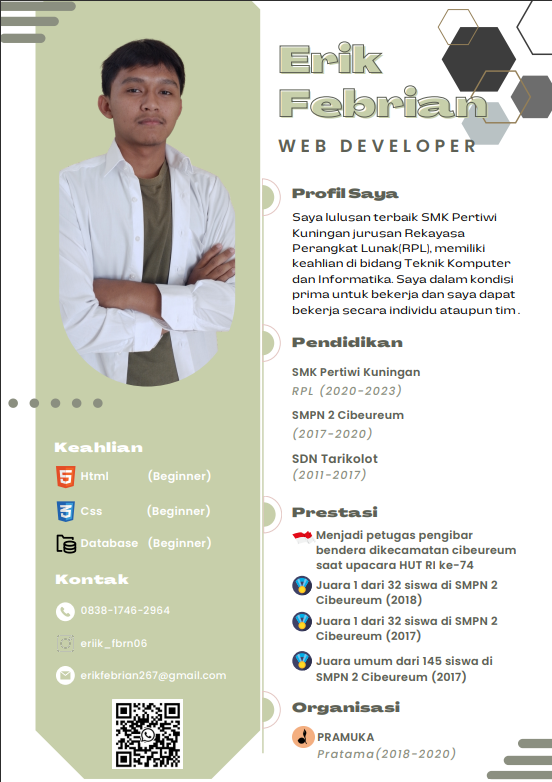 Erik
Febrian
WEB DEVELOPER
Profil Saya
Saya lulusan terbaik SMK Pertiwi
Kuningan jurusan Rekayasa
Perangkat Lunak(RPL), memiliki
keahlian di bidang Teknik Komputer
dan Informatika. Saya dalam kondisi
prima untuk bekerja dan saya dapat
bekerja secara individu ataupun tim.
Pendidikan
SMK Pertiwi Kuningan
RPL (2020-2023)
SMPN 2 Cibeureum
(2017-2020)
SDN Tarikolot
(2011-2017)
Prestasi
Menjadi petugas pengibar
bendera dikecamatan cibeureum
saat upacara HUT RI ke-74
Juara 1 dari 32 siswa di SMPN 2
Cibeureum (2018)
Juara 1 dari 32 siswa di SMPN 2
Cibeureum (2017)
Juara umum dari 145 siswa di
SMPN 2 Cibeureum (2017)
Organisasi
PRAMUKA
Pratama(2018-2020)
Keahlian
Html (Beginner)
Css (Beginner)
Database (Beginner)
Kontak
0838-1746-2964
eriik_fbrn06
erikfebrian267@gmail.com